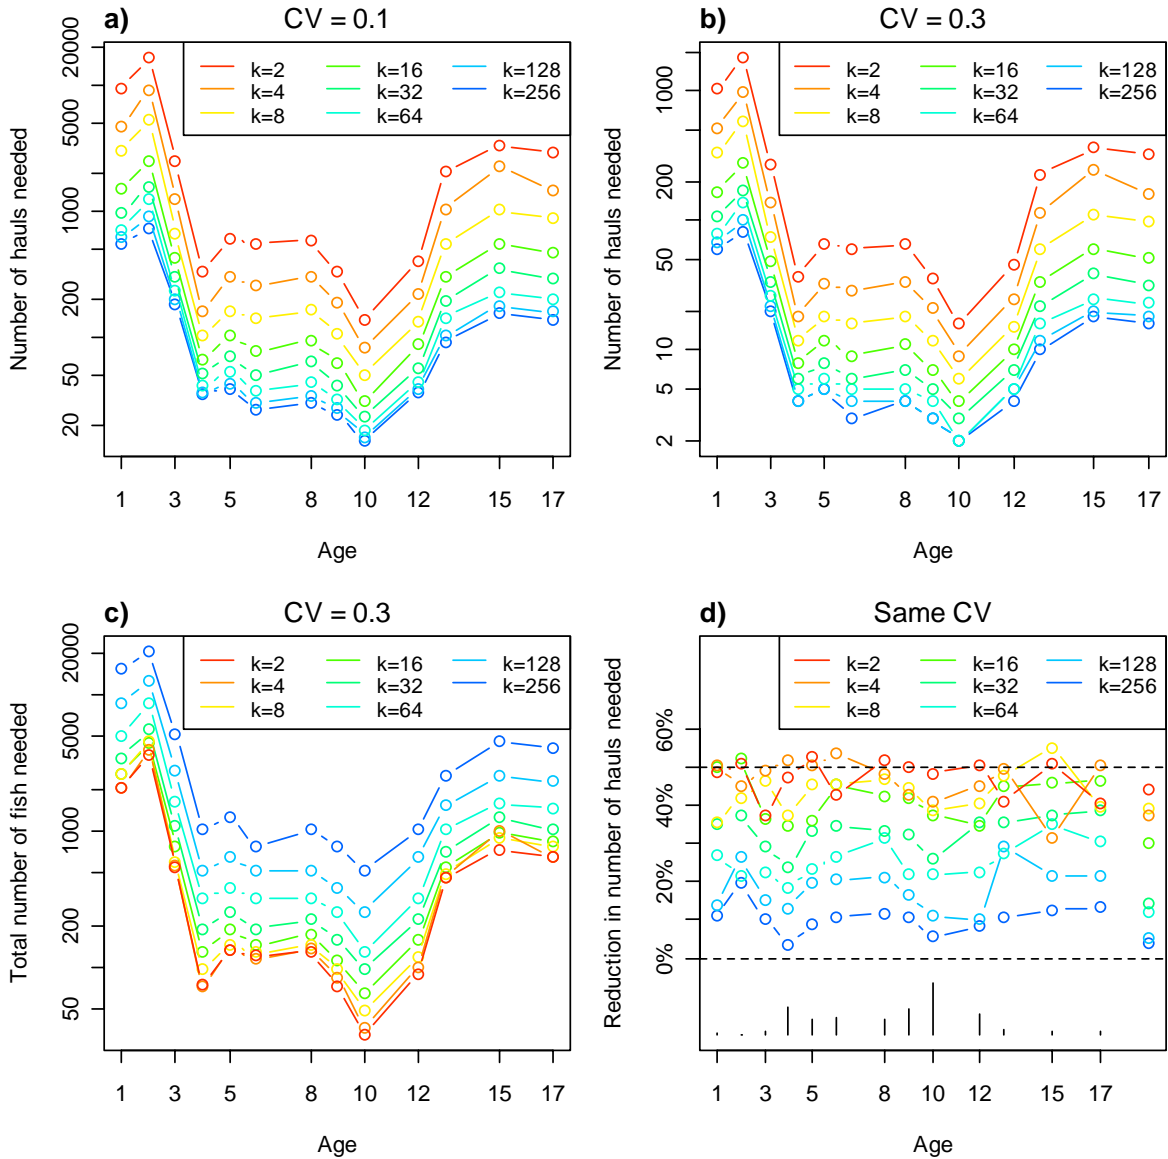 a) CV = 0.1
Number of hauls needed
20000
5000
1000
200
50
20
k=2 k=16 k=128
k=4 k=32 k=256
k=8 k=64
1 3 5 8 10 12 15 17
Age
b) CV = 0.3
Number of hauls needed
1000
200
50
10
5
2
k=2 k=16 k=128
k=4 k=32 k=256
k=8 k=64
1 3 5 8 10 12 15 17
Age
c) CV = 0.3
Total number of fish needed
20000
5000
1000
200
50
k=2 k=16 k=128
k=4 k=32 k=256
k=8 k=64
1 3 5 8 10 12 15 17
Age
d) Same CV
Reduction in number of hauls needed
60%
40%
20%
0%
k=2 k=16 k=128
k=4 k=32 k=256
k=8 k=64
1 3 5 8 10 12 15 17
Age